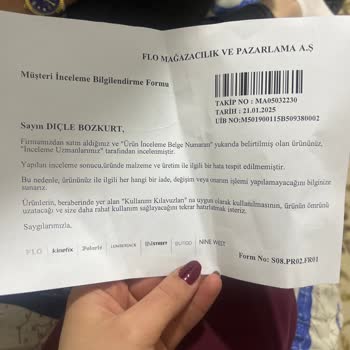 FLO MAĞAZACILIK VE PAZARLAMA A.Ş
Müşteri İnceleme Bilgilendirme Formu
TAKİP NO : MA05032230
TARİH : 21.01.2025
UİB NO:M501900115B509380002
Sayın DIÇLE BOZKURT,
Firmamızdan satın aldığınız ve "Ürün İnceleme Belge Numarası" yukarıda belirtilmiş olan ürününüz,
"İnceleme Uzmanlarımız" tarafından incelenmiştir.
Yapılan inceleme sonucu,üründe malzeme ve üretim ile ilgili bir hata tespit edilmemiştir.
Bu nedenle, ürününüz ile ilgili her hangi bir iade, değişim veya onarım işlemi yapılamayacağını bilginize
sunarız.
Ürünlerin, beraberinde yer alan "Kullanım Kılavuzları" na uygun olarak kullanılmasının, ürünün ömrünü
uzatacağı ve size daha rahat kullanım sağlayacağını tekrar hatırlatmak isteriz.
Saygılarımızla,
FLO kinetix Polaris LUMBERJACK NINE WEST
Form No: S08.PR02.FR01